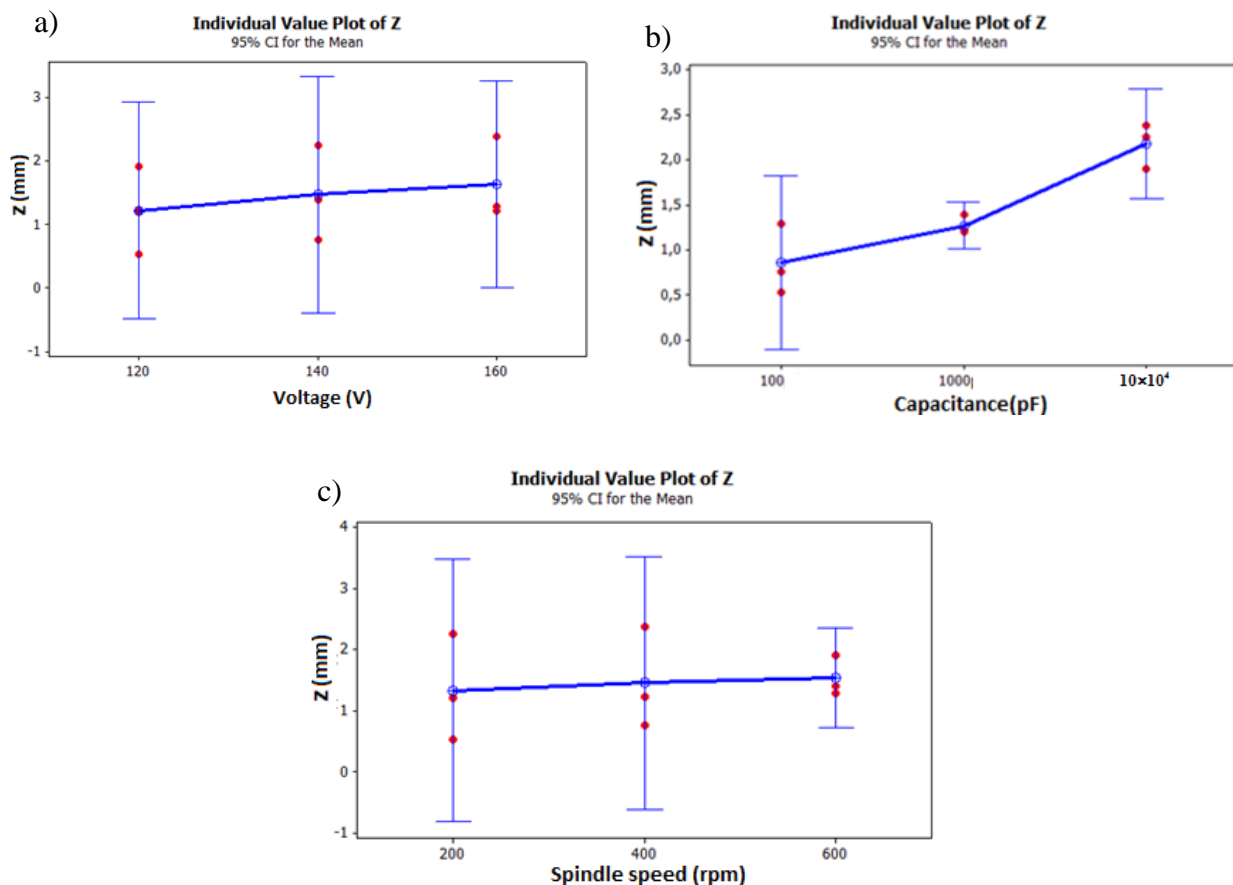 a)
Individual Value Plot of Z
95% CI for the Mean
3
2
1
0
-1
Z (mm)
120 140 160
Voltage (V)
b)
Individual Value Plot of Z
95% CI for the Mean
3,0
2,5
2,0
1,5
1,0
0,5
0,0
Z (mm)
100 1000 10×10⁴
Capacitance(pF)
c)
Individual Value Plot of Z
95% CI for the Mean
4
3
2
1
0
-1
Z (mm)
200 400 600
Spindle speed (rpm)